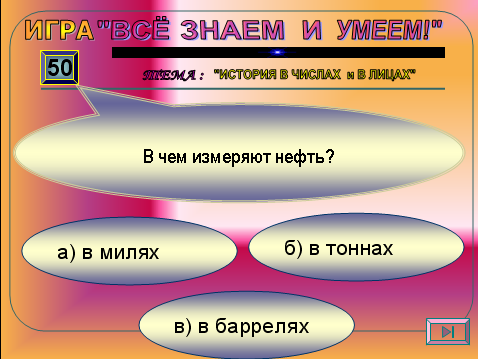 ИГРА "ВСЁ ЗНАЕМ И УМЕЕМ!"
50
ТЕМА : "ИСТОРИЯ В ЧИСЛАХ и В ЛИЦАХ"
В чем измеряют нефть?
а) в милях
б) в тоннах
в) в баррелях